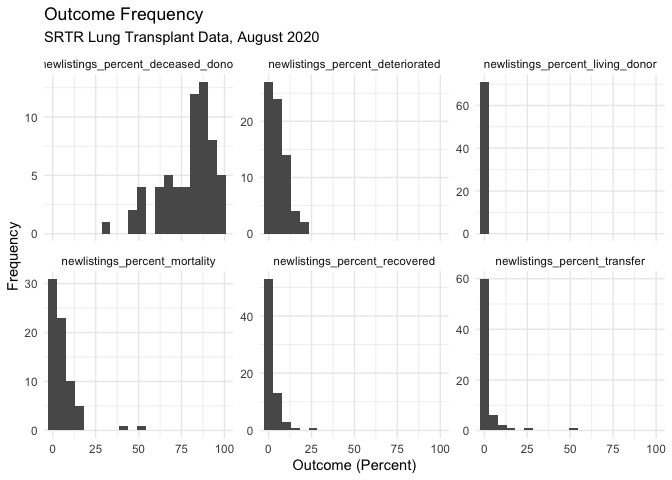 Outcome Frequency
SRTR Lung Transplant Data, August 2020
newlistings_percent_deceased_dono
newlistings_percent_deteriorated
newlistings_percent_living_donor
10
5
0
20
10
0
60
40
20
0
newlistings_percent_mortality
newlistings_percent_recovered
newlistings_percent_transfer
30
20
10
0
40
20
0
60
40
20
0
0 25 50 75 100
0 25 50 75 100
0 25 50 75 100
Frequency
Outcome (Percent)